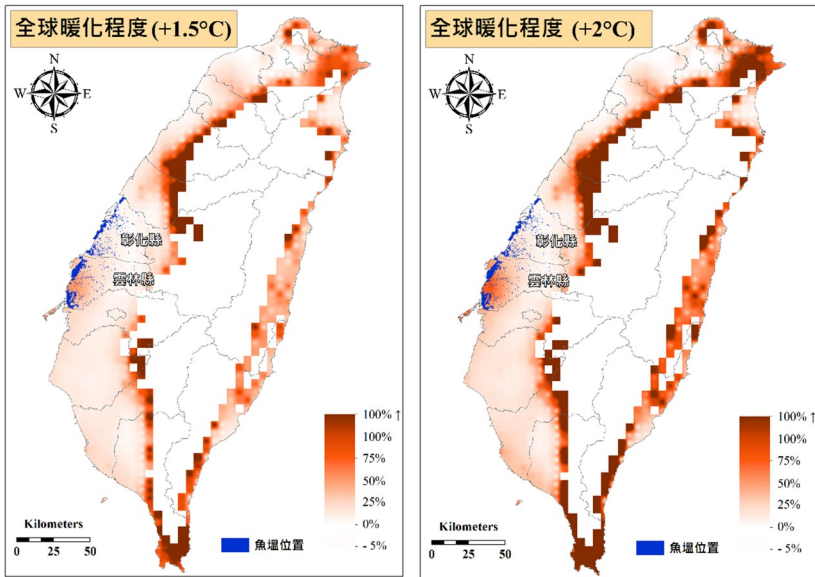 全球暖化程度 (+1.5°C)
N
W E
S
彰化縣
雲林縣
100% ↑
100%
75%
50%
25%
0%
- 5%
Kilometers
0 25 50
魚塭位置
全球暖化程度 (+2°C)
N
W E
S
彰化縣
雲林縣
100% ↑
100%
75%
50%
25%
0%
- 5%
Kilometers
0 25 50
魚塭位置